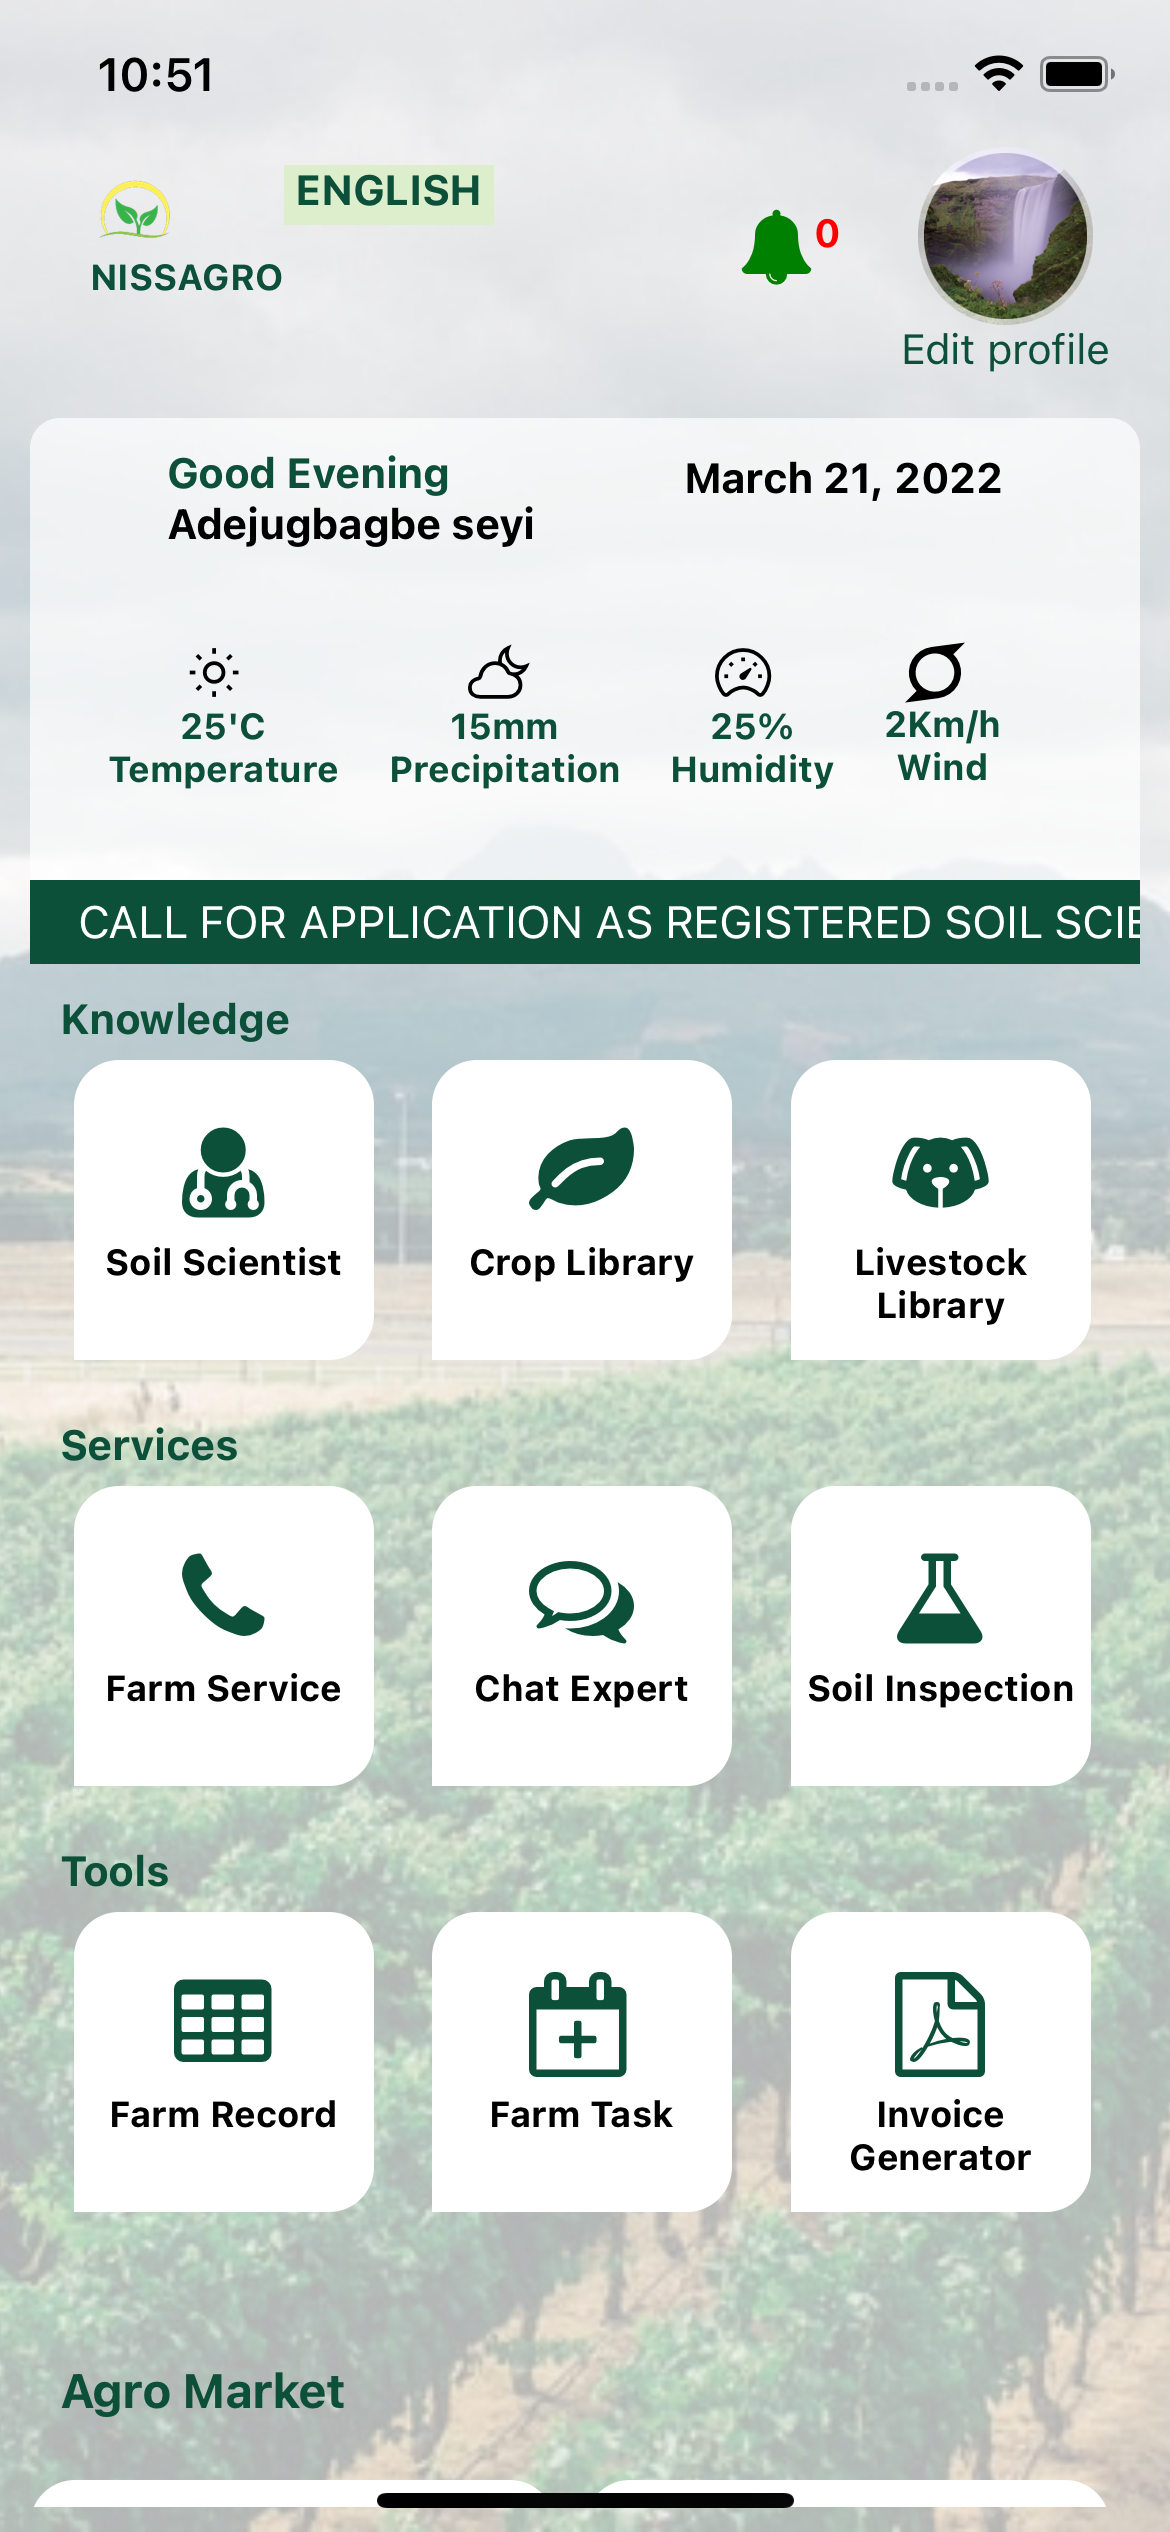 10:51
ENGLISH
NISSAGRO
0
Edit profile
Good Evening
Adejugbagbe seyi
March 21, 2022
25'C
Temperature
15mm
Precipitation
25%
Humidity
2Km/h
Wind
CALL FOR APPLICATION AS REGISTERED SOIL
Knowledge
Soil Scientist
Crop Library
Livestock
Library
Services
Farm Service
Chat Expert
Soil Inspection
Tools
Farm Record
Farm Task
Invoice
Generator
Agro Market